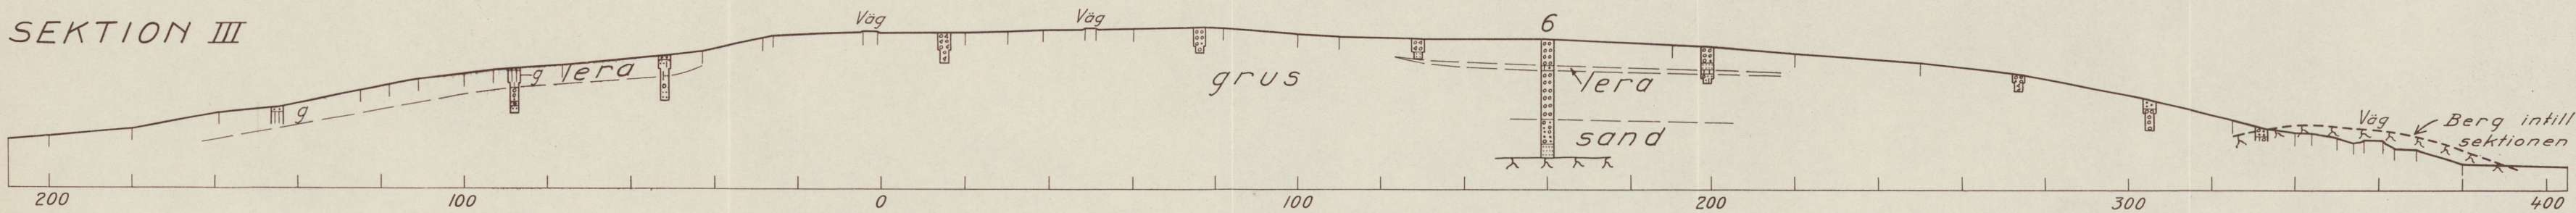 SEKTION III
Väg
Väg
6
g lera
g
grus
lera
sand
Väg
Berg intill
sektionen
200 100 0 100 200 300 400